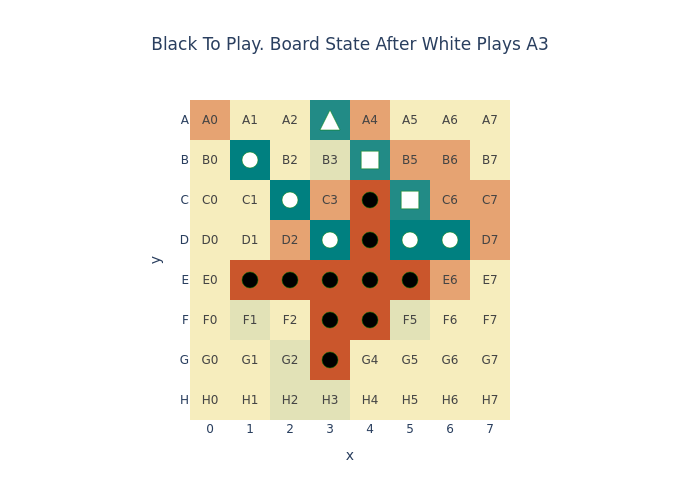 Black To Play. Board State After White Plays A3
A A0 A1 A2 A4 A5 A6 A7
B B0 B2 B3 B5 B6 B7
C C0 C1 C3 C6 C7
D D0 D1 D2 D7
y
E E0 E6 E7
F F0 F1 F2 F5 F6 F7
G G0 G1 G2 G4 G5 G6 G7
H H0 H1 H2 H3 H4 H5 H6 H7
0 1 2 3 4 5 6 7
x